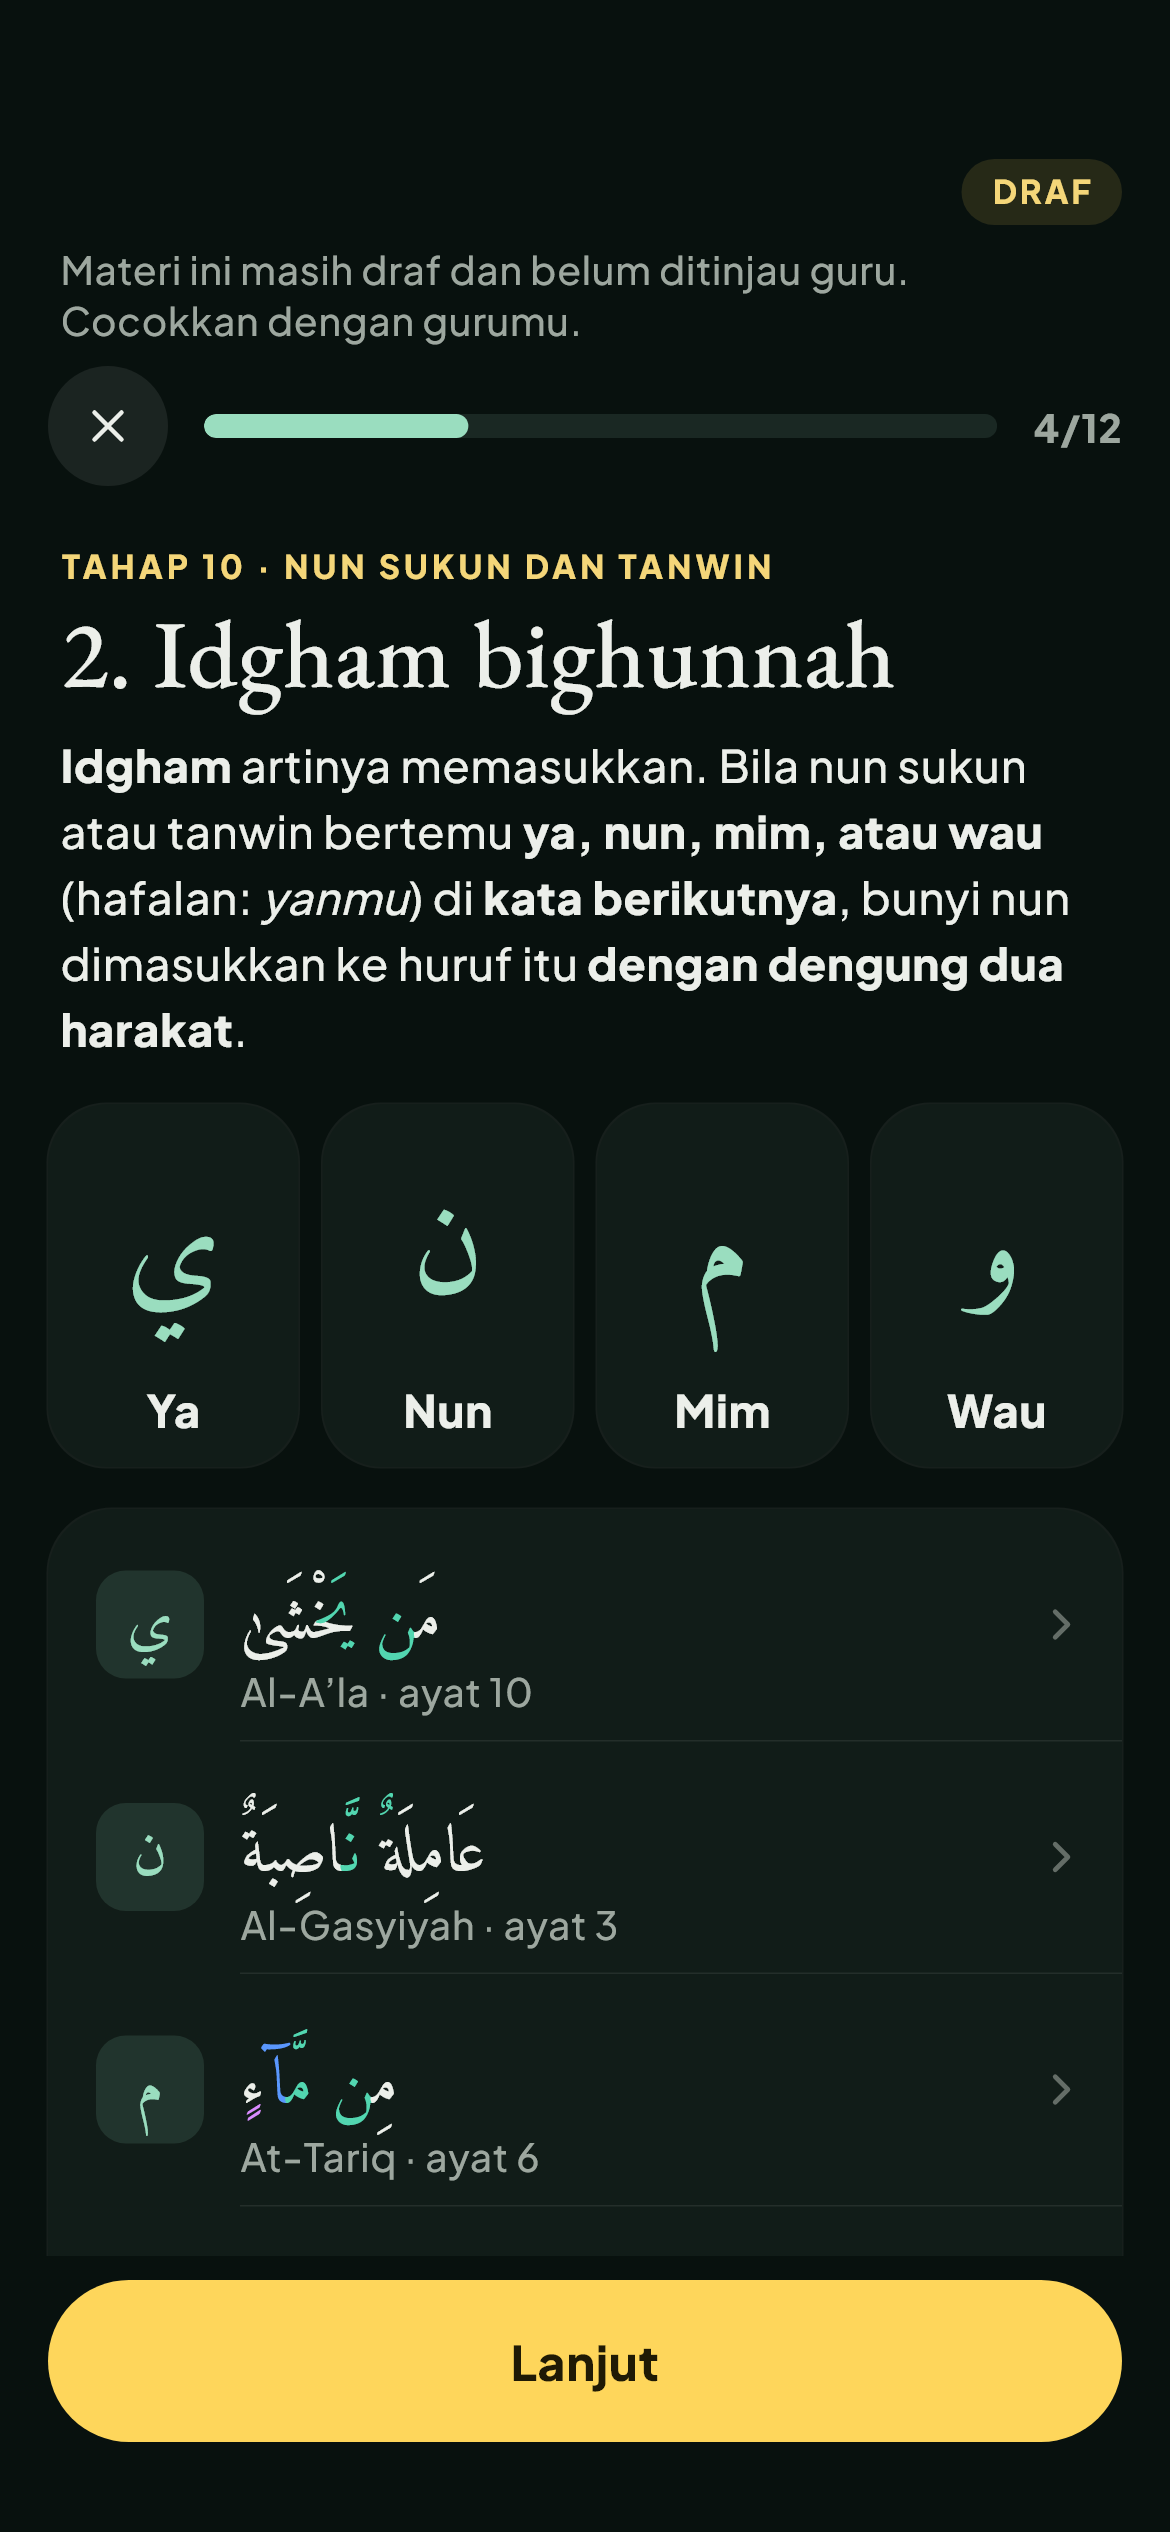 DRAF
Materi ini masih draf dan belum ditinjau guru.
Cocokkan dengan gurumu.
4/12
TAHAP 10 · NUN SUKUN DAN TANWIN
2. Idgham bighunnah
Idgham artinya memasukkan. Bila nun sukun
atau tanwin bertemu ya, nun, mim, atau wau
(hafalan: yanmu) di kata berikutnya, bunyi nun
dimasukkan ke huruf itu dengan dengung dua
harakat.
ي
ن
م
و
Ya
Nun
Mim
Wau
ي
مَن يَخْشَىٰ
Al-A’la · ayat 10
ن
عَامِلَةٌ نَّاصِبَةٌ
Al-Gasyiyah · ayat 3
م
مِن مَّآءٍ
At-Tariq · ayat 6
Lanjut